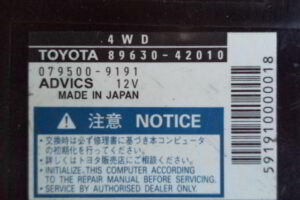 4WD
TOYOTA 89630-42010
079500-9191
ADVICS 12V
MADE IN JAPAN
注意 NOTICE
・交換時は必ず修理書に基づき本コンピュータ
の初期化を行ってください。
・詳しくはトヨタ販売店にご相談ください。
・INITIALIZE THIS COMPUTER ACCORDING
TO THE REPAIR MANUAL BEFORE SERVICING.
・SERVICE BY AUTHORISED DEALER ONLY.
591910000018